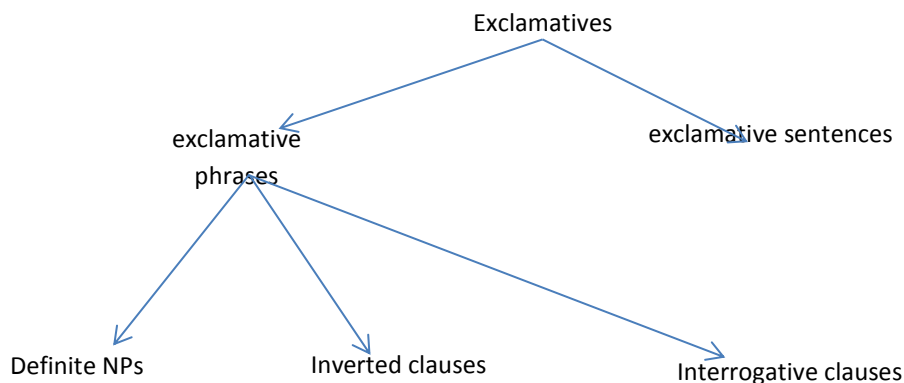 Exclamatives
exclamative
phrases
exclamative sentences
Definite NPs
Inverted clauses
Interrogative clauses